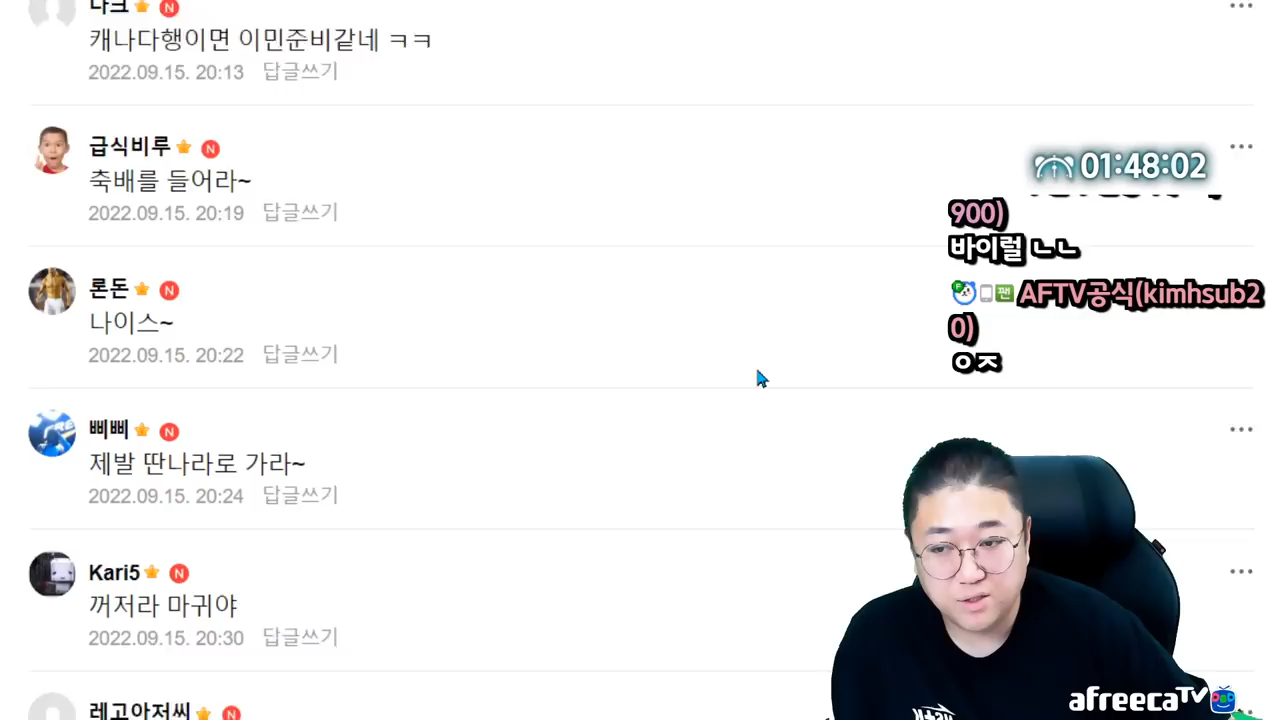 다크
캐나다행이면 이민준비같네 ㅋㅋ
2022.09.15. 20:13 답글쓰기
급식비루
축배를 들어라~
2022.09.15. 20:19 답글쓰기
론돈
나이스~
2022.09.15. 20:22 답글쓰기
삐삐
제발 딴나라로 가라~
2022.09.15. 20:24 답글쓰기
Kari5
꺼저라 마귀야
2022.09.15. 20:30 답글쓰기
레고아저씨
01:48:02
900)
바이럴 ㄴㄴ
팬 AFTV공식(kimhsub2
0)
ㅇㅈ
afreecaTV